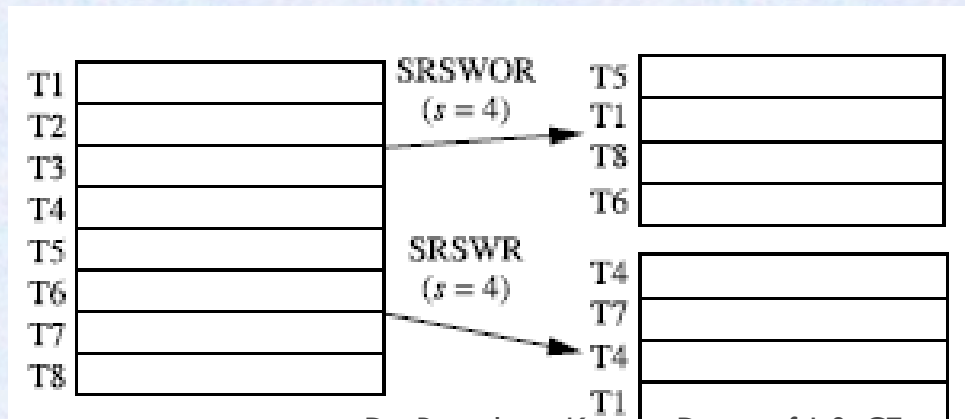 T1
T2
T3
T4
T5
T6
T7
T8
SRSWOR
(s = 4)
SRSWR
(s = 4)
T5
T1
T8
T6
T4
T7
T4
T1